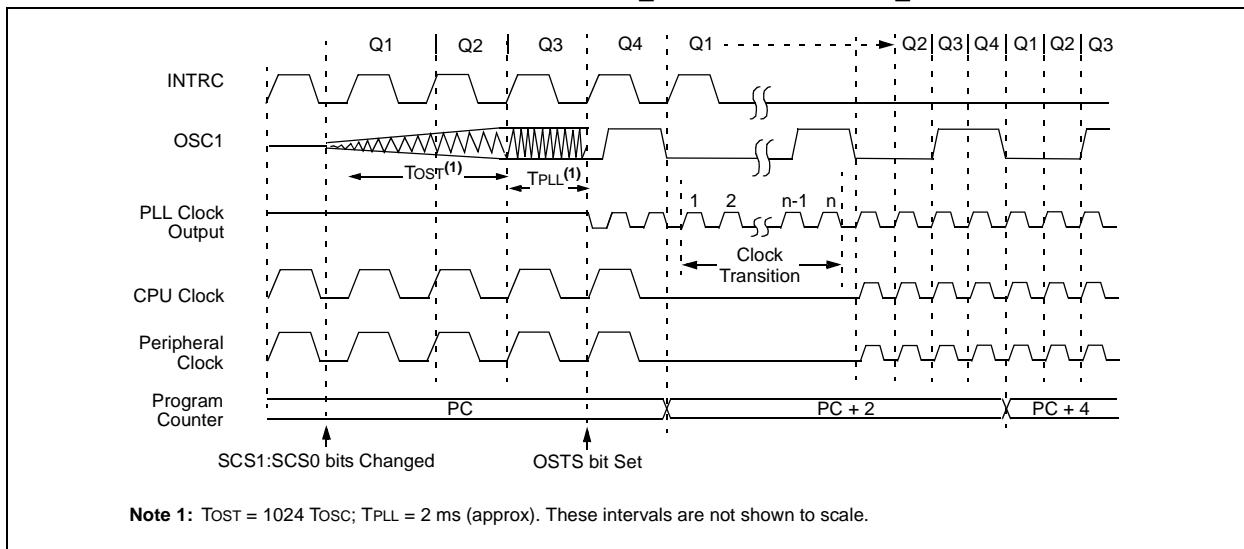 Q1 Q2 Q3 Q4 Q1 Q2 Q3 Q4 Q1 Q2 Q3
INTRC
OSC1
TOST(1) TPLL(1)
PLL Clock
Output
1 2 n-1 n
Clock
Transition
CPU Clock
Peripheral
Clock
Program
Counter
PC PC + 2 PC + 4
SCS1:SCS0 bits Changed OSTS bit Set
Note 1: TOST = 1024 TOSC; TPLL = 2 ms (approx). These intervals are not shown to scale.